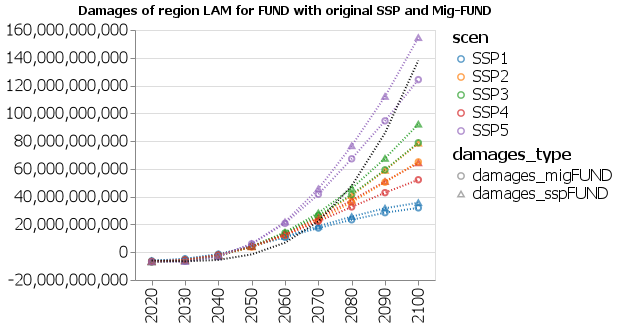 Damages of region LAM for FUND with original SSP and Mig-FUND
160,000,000,000
140,000,000,000
120,000,000,000
100,000,000,000
80,000,000,000
60,000,000,000
40,000,000,000
20,000,000,000
0
-20,000,000,000
2020
2030
2040
2050
2060
2070
2080
2090
2100
scen
SSP1
SSP2
SSP3
SSP4
SSP5
damages_type
damages_migFUND
damages_sspFUND